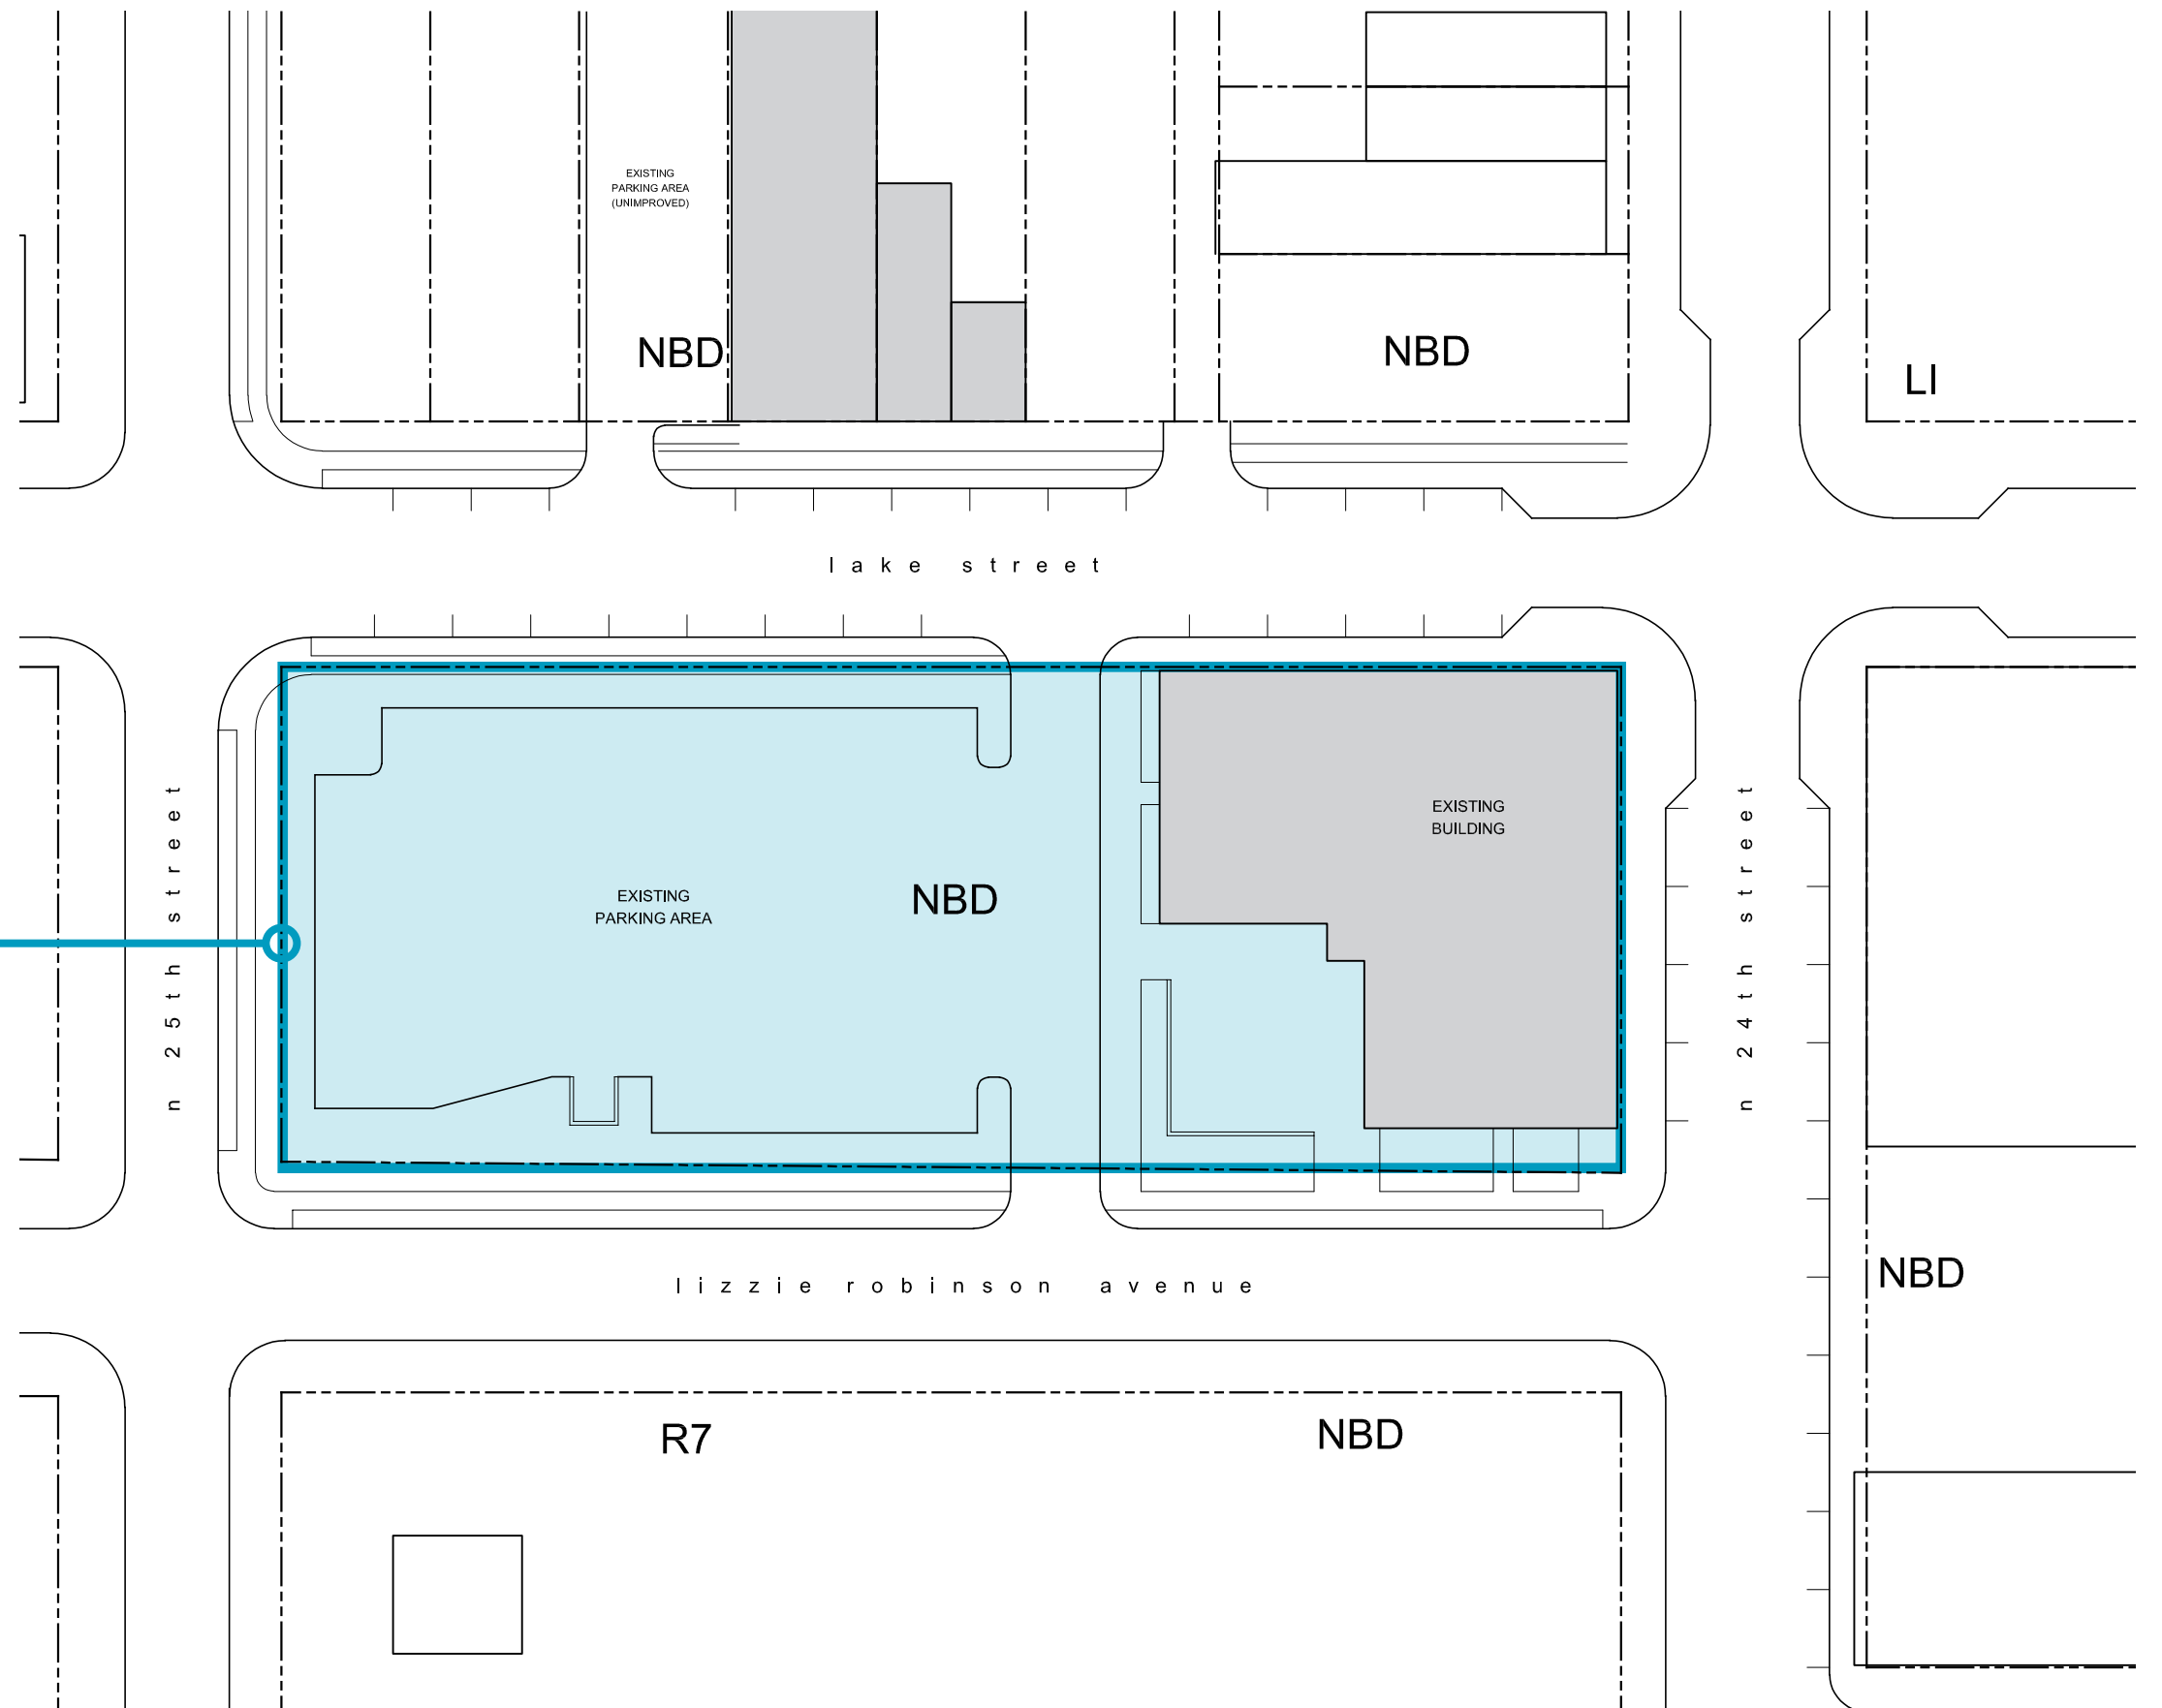 EXISTING
PARKING AREA
(UNIMPROVED)
NBD
NBD
LI
lake street
n 25th street
EXISTING
BUILDING
EXISTING
PARKING AREA
NBD
n 24th street
lizzie robinson avenue
NBD
R7
NBD